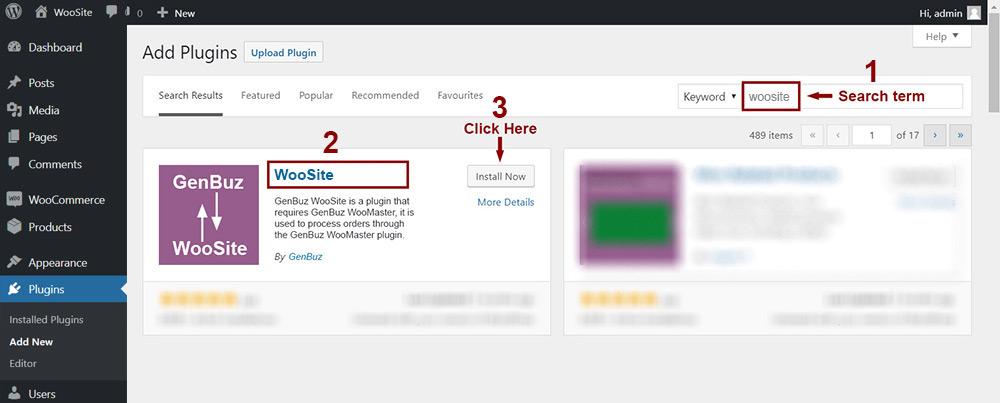 WooSite 0 + New Hi, admin
Dashboard
Posts
Media
Pages
Comments
WooCommerce
Products
Appearance
Plugins
Installed Plugins
Add New
Editor
Users
Add Plugins Upload Plugin Help ▼
Search Results Featured Popular Recommended Favourites
1
Keyword ▼ woosite Search term
3
Click Here
489 items « ‹ 1 of 17 › »
2
GenBuz
WooSite
WooSite
Install Now
More Details
GenBuz WooSite is a plugin that
requires GenBuz WooMaster, it is
used to process orders through
the GenBuz WooMaster plugin.
By GenBuz